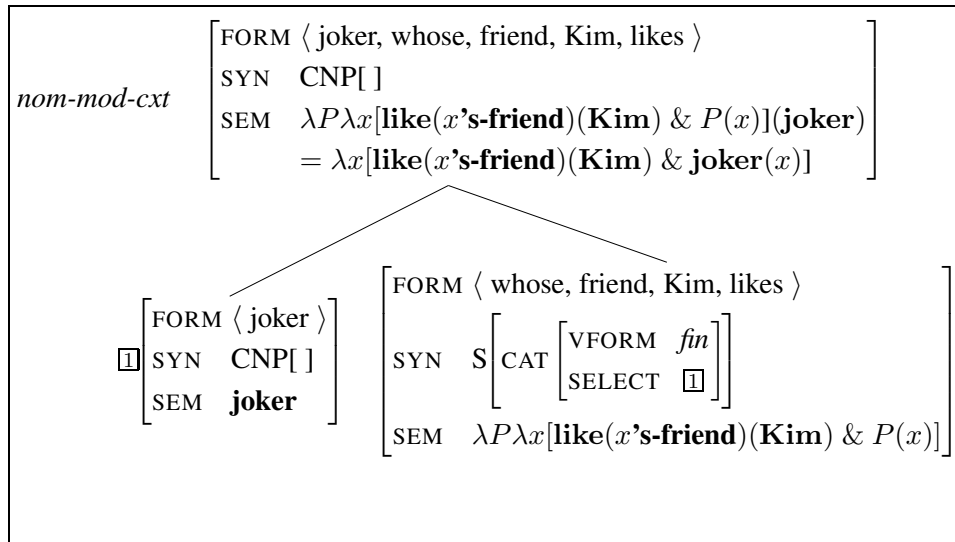 FORM ⟨ joker, whose, friend, Kim, likes ⟩
SYN CNP[ ]
nom-mod-cxt
SEM λPλx[like(x's-friend)(Kim) & P(x)](joker)
= λx[like(x's-friend)(Kim) & joker(x)]
FORM ⟨ joker ⟩
1 SYN CNP[ ]
SEM joker
FORM ⟨ whose, friend, Kim, likes ⟩
SYN S[CAT [VFORM fin
SELECT 1]]
SEM λPλx[like(x's-friend)(Kim) & P(x)]